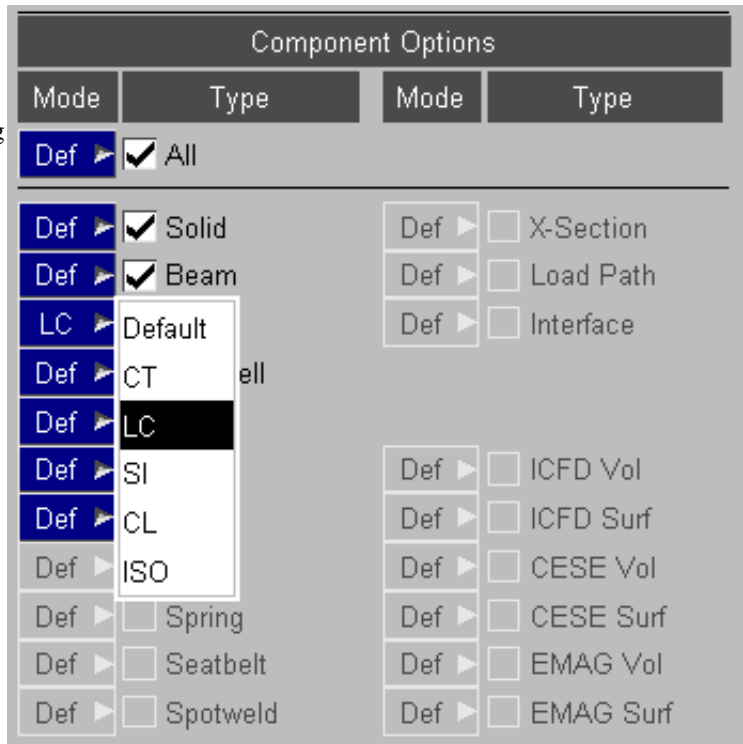 Component Options
Mode Type Mode Type
g
Def All
Def Solid Def X-Section
Def Beam Def Load Path
LC Default Def Interface
Def CT ell
Def LC
Def SI Def ICFD Vol
Def CL Def ICFD Surf
Def ISO Def CESE Vol
Def Spring Def CESE Surf
Def Seatbelt Def EMAG Vol
Def Spotweld Def EMAG Surf